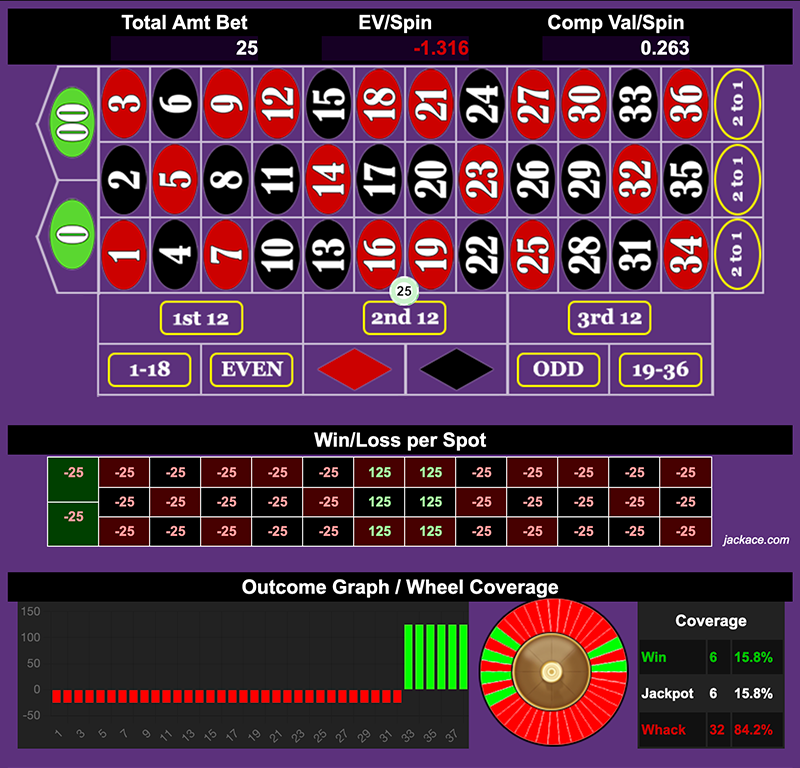 Total Amt Bet EV/Spin Comp Val/Spin
25 -1.316 0.263
00 3 6 9 12 15 18 21 24 27 30 33 36 2 to 1
2 5 8 11 14 17 20 23 26 29 32 35 2 to 1
0 1 4 7 10 13 16 19 22 25 28 31 34 2 to 1
25
1st 12 2nd 12 3rd 12
1-18 EVEN ODD 19-36
Win/Loss per Spot
-25 -25 -25 -25 -25 -25 125 125 -25 -25 -25 -25 -25
-25 -25 -25 -25 -25 125 125 -25 -25 -25 -25 -25
-25 -25 -25 -25 -25 -25 125 125 -25 -25 -25 -25 -25
jackace.com
Outcome Graph / Wheel Coverage
150
100
50
0
-50
1 3 5 7 9 11 13 15 17 19 21 23 25 27 29 31 33 35 37
Coverage
Win 6 15.8%
Jackpot 6 15.8%
Whack 32 84.2%